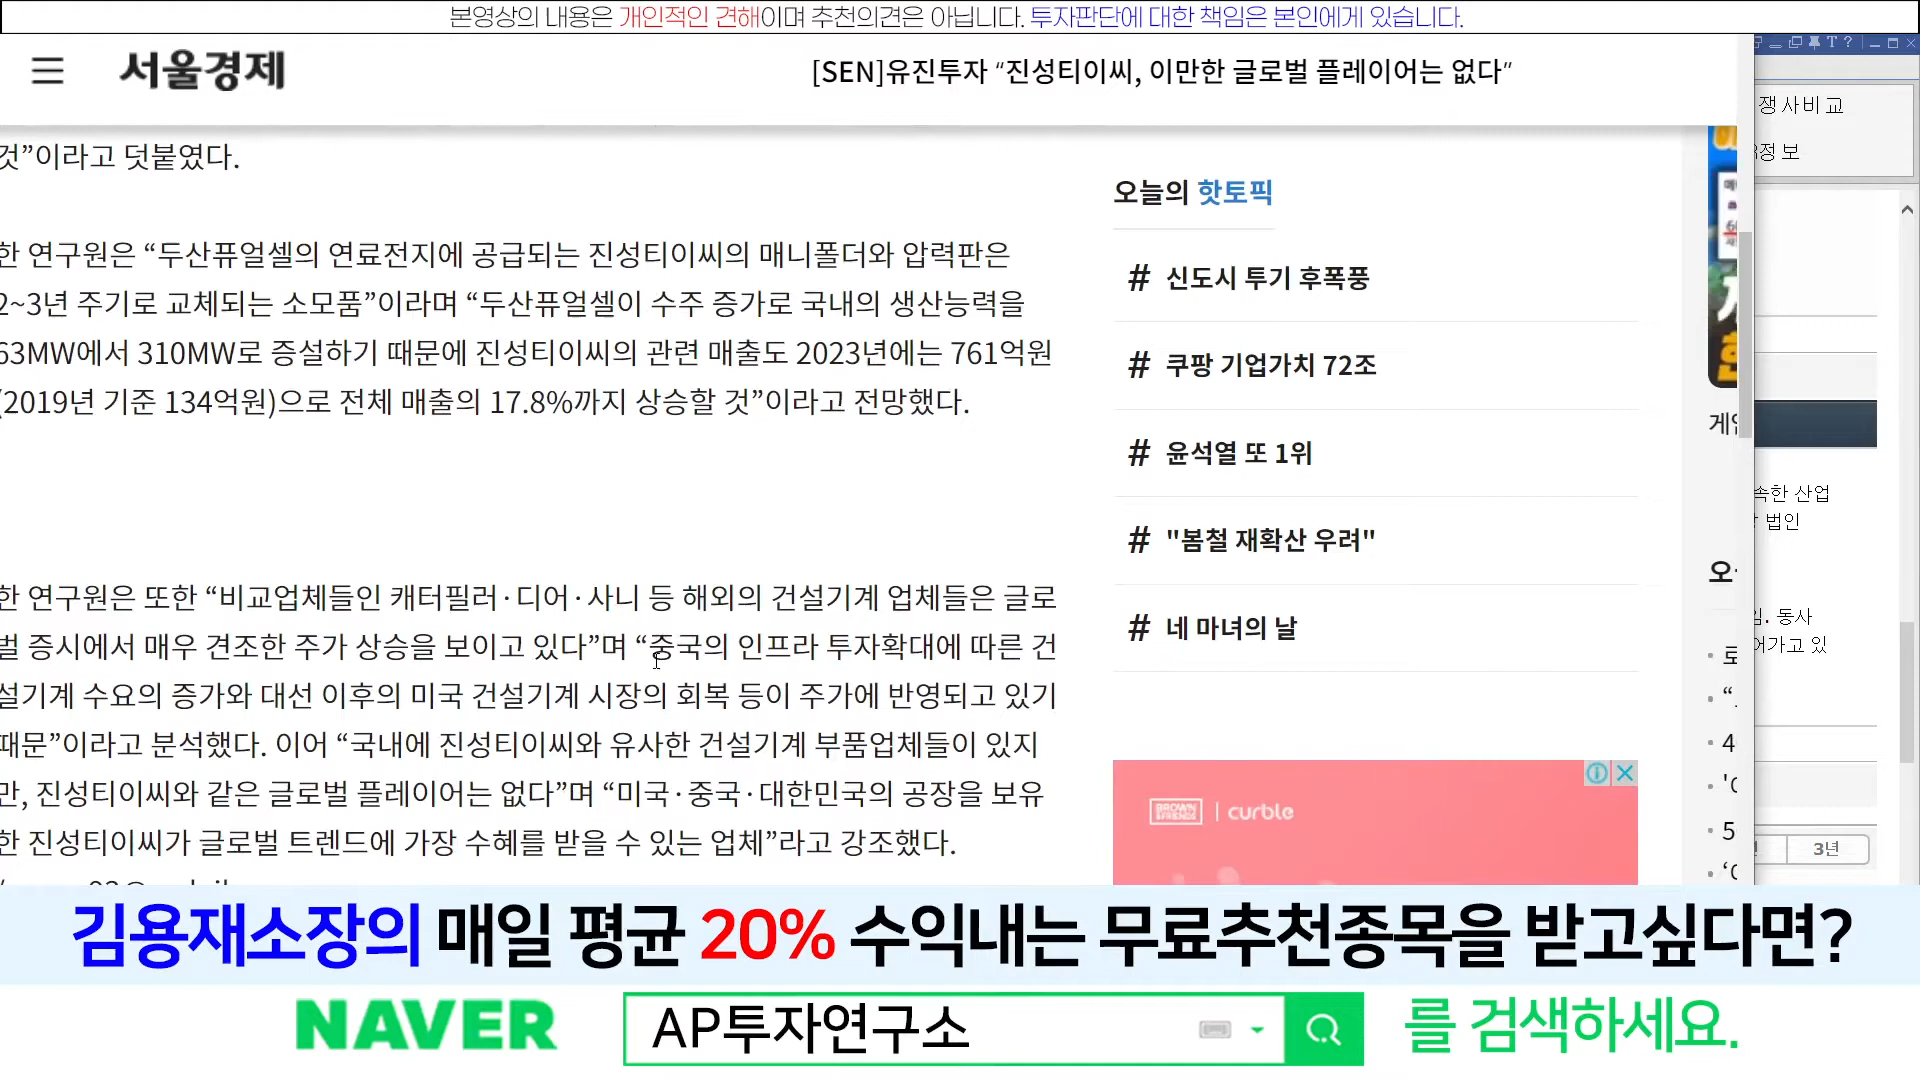 본영상의 내용은 개인적인 견해이며 추천의견은 아닙니다. 투자판단에 대한 책임은 본인에게 있습니다.
서울경제
[SEN]유진투자 “진성티이씨, 이만한 글로벌 플레이어는 없다”
쟁사비교
정보
것”이라고 덧붙였다.
한 연구원은 “두산퓨얼셀의 연료전지에 공급되는 진성티이씨의 매니폴더와 압력판은
2~3년 주기로 교체되는 소모품”이라며 “두산퓨얼셀이 수주 증가로 국내의 생산능력을
63MW에서 310MW로 증설하기 때문에 진성티이씨의 관련 매출도 2023년에는 761억원
(2019년 기준 134억원)으로 전체 매출의 17.8%까지 상승할 것”이라고 전망했다.
한 연구원은 또한 “비교업체들인 캐터필러·디어·사니 등 해외의 건설기계 업체들은 글로
벌 증시에서 매우 견조한 주가 상승을 보이고 있다”며 “중국의 인프라 투자확대에 따른 건
설기계 수요의 증가와 대선 이후의 미국 건설기계 시장의 회복 등이 주가에 반영되고 있기
때문”이라고 분석했다. 이어 “국내에 진성티이씨와 유사한 건설기계 부품업체들이 있지
만, 진성티이씨와 같은 글로벌 플레이어는 없다”며 “미국·중국·대한민국의 공장을 보유
한 진성티이씨가 글로벌 트렌드에 가장 수혜를 받을 수 있는 업체”라고 강조했다.
오늘의 핫토픽
# 신도시 투기 후폭풍
# 쿠팡 기업가치 72조
# 윤석열 또 1위
# "봄철 재확산 우려"
# 네 마녀의 날
BROWN & FRIENDS | curble
속한 산업
법인
동사
어가고 있
3년
김용재소장의 매일 평균 20% 수익내는 무료추천종목을 받고싶다면?
NAVER AP투자연구소 를 검색하세요.